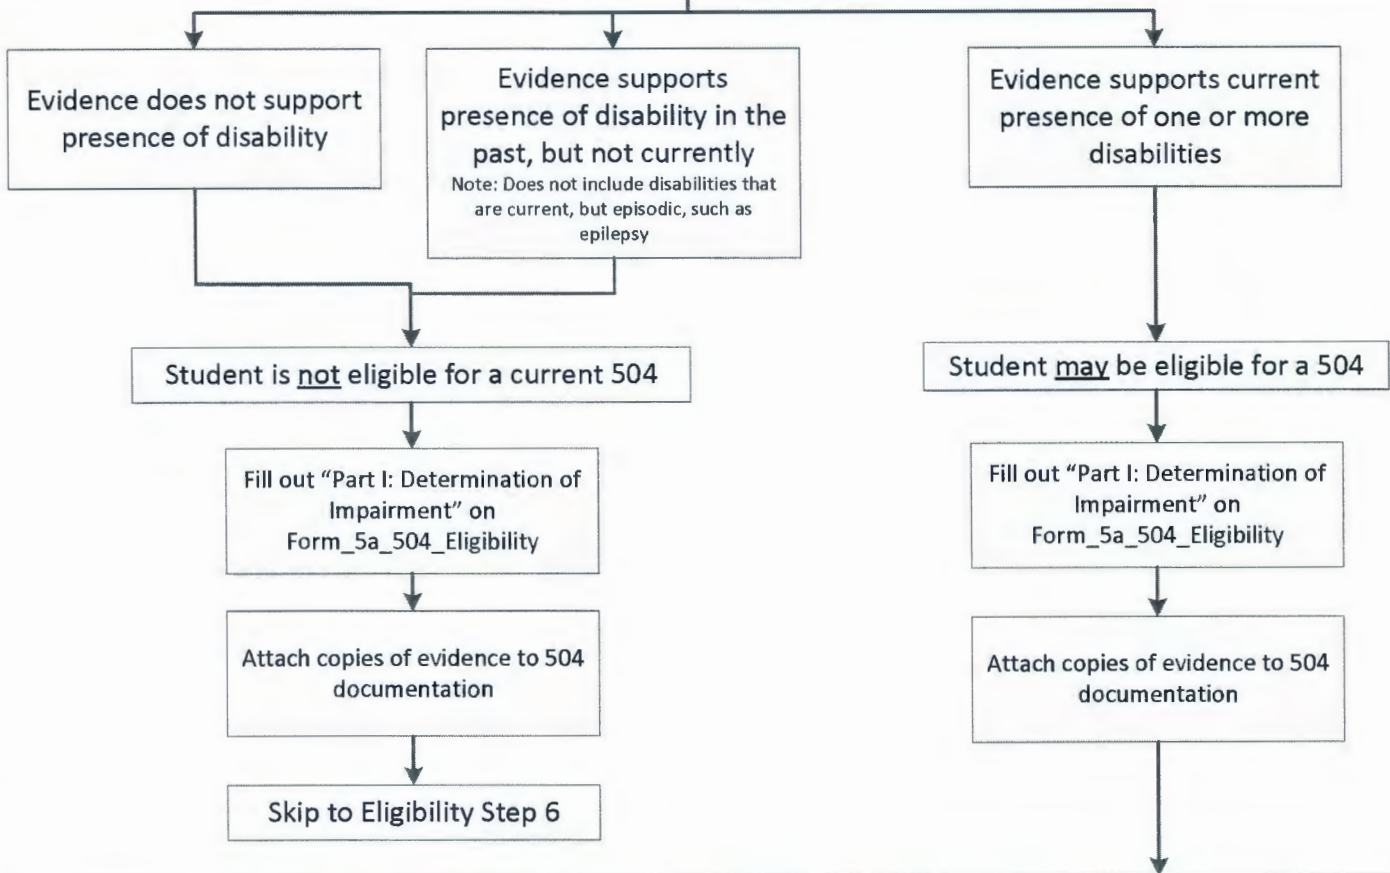 Evidence does not support
presence of disability
Evidence supports
presence of disability in the
past, but not currently
Note: Does not include disabilities that
are current, but episodic, such as
epilepsy
Evidence supports current
presence of one or more
disabilities
Student is not eligible for a current 504
Student may be eligible for a 504
Fill out “Part I: Determination of
Impairment” on
Form_5a_504_Eligibility
Fill out “Part I: Determination of
Impairment” on
Form_5a_504_Eligibility
Attach copies of evidence to 504
documentation
Attach copies of evidence to 504
documentation
Skip to Eligibility Step 6